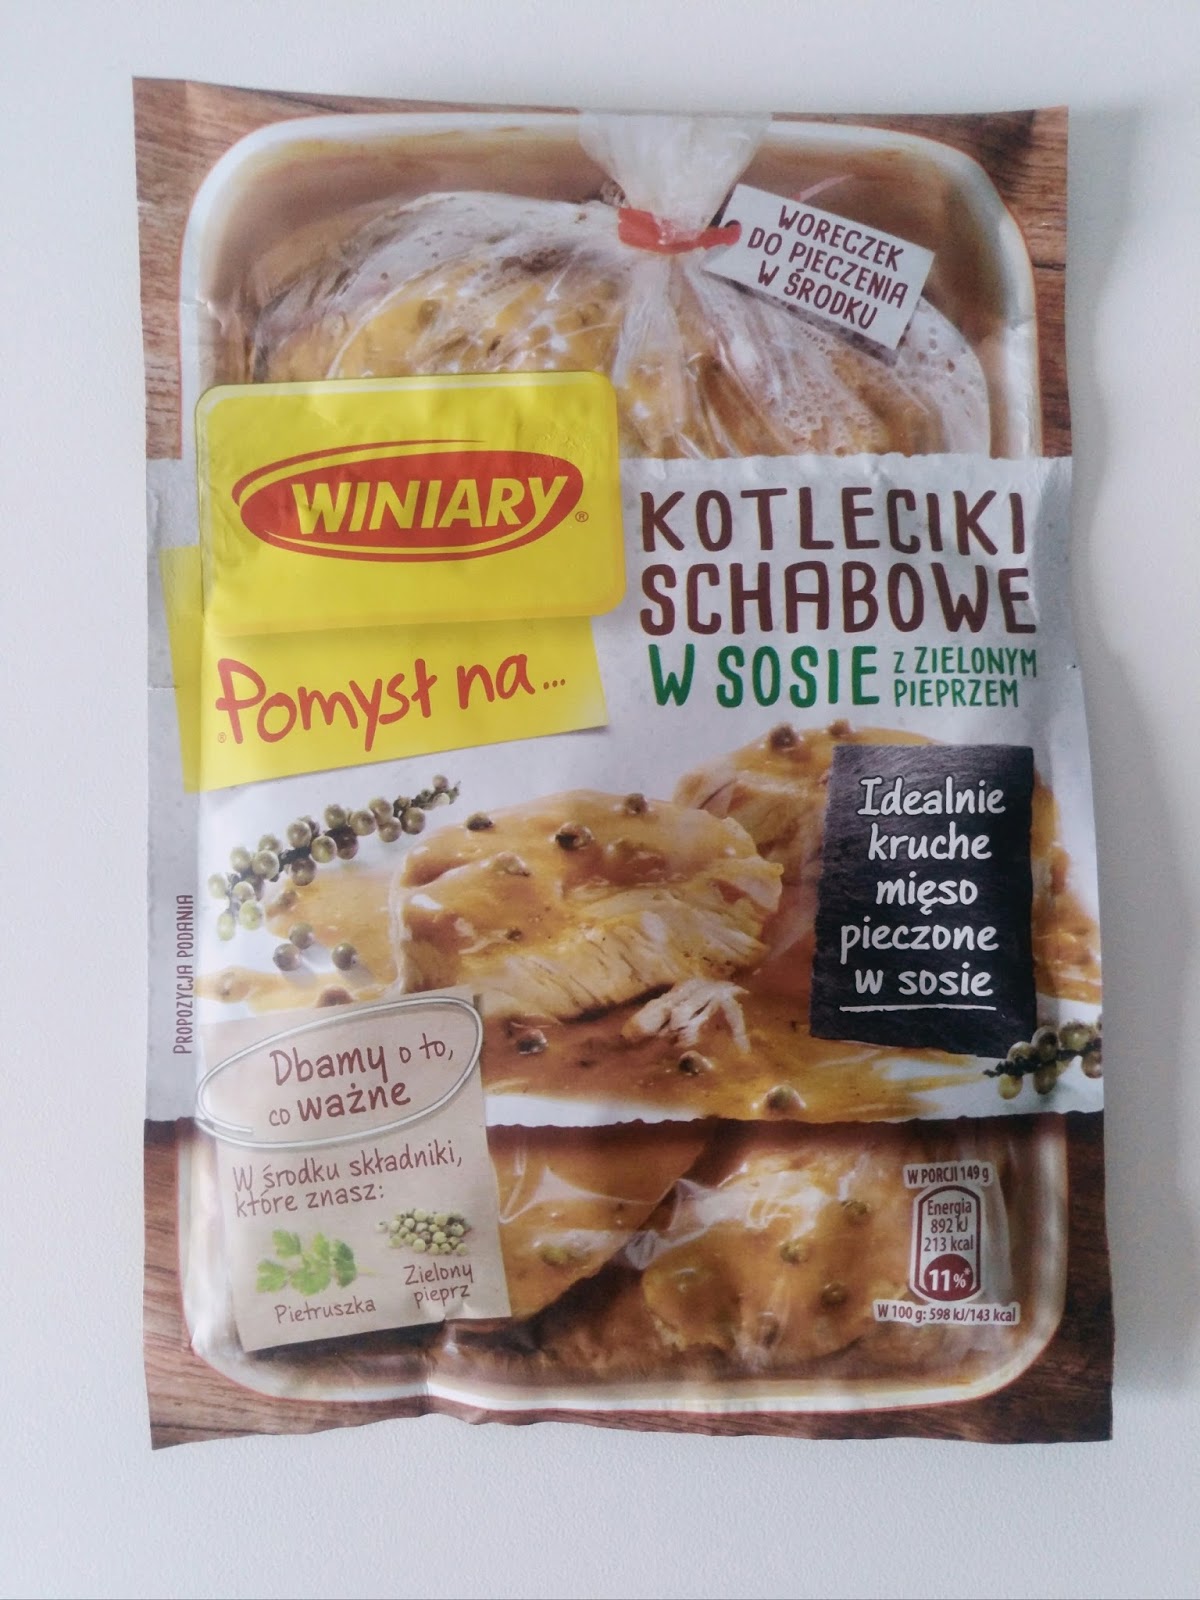 WORECZEK
DO PIECZENIA
W ŚRODKU
WINIARY®
Pomysł na...
®
KOTLECIKI
SCHABOWE
W SOSIE Z ZIELONYM
PIEPRZEM
Idealnie
kruche
mięso
pieczone
w sosie
PROPOZYCJA PODANIA
Dbamy o to,
co ważne
W środku składniki,
które znasz:
Pietruszka
Zielony
pieprz
W PORCJI 149 g
Energia
892 kJ
213 kcal
11%*
W 100 g: 598 kJ/143 kcal